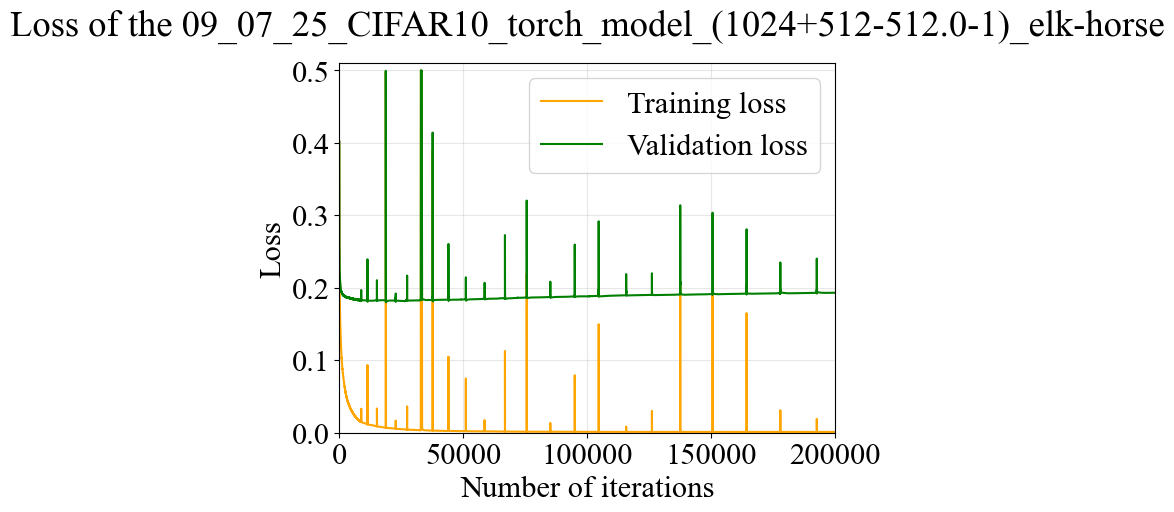 Loss of the 09_07_25_CIFAR10_torch_model_(1024+512-512.0-1)_elk-horse
0.5
0.4
0.3
0.2
0.1
0.0
Loss
Training loss
Validation loss
0 50000 100000 150000 200000
Number of iterations